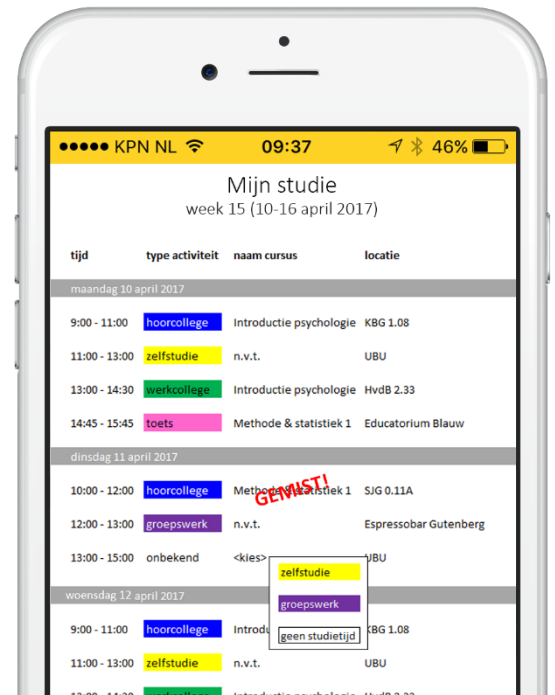 KPN NL 09:37 46%
Mijn studie
week 15 (10-16 april 2017)
tijd type activiteit naam cursus locatie
maandag 10 april 2017
9:00 - 11:00 hoorcollege Introductie psychologie KBG 1.08
11:00 - 13:00 zelfstudie n.v.t. UBU
13:00 - 14:30 werkcollege Introductie psychologie HvdB 2.33
14:45 - 15:45 toets Methode & statistiek 1 Educatorium Blauw
dinsdag 11 april 2017
10:00 - 12:00 hoorcollege Methode & statistiek 1 SJG 0.11A
GEMIST!
12:00 - 13:00 groepswerk n.v.t. Espressobar Gutenberg
13:00 - 15:00 onbekend <kies> UBU
zelfstudie
groepswerk
geen studietijd
woensdag 12 april 2017
9:00 - 11:00 hoorcollege KBG 1.08
11:00 - 13:00 zelfstudie n.v.t. UBU